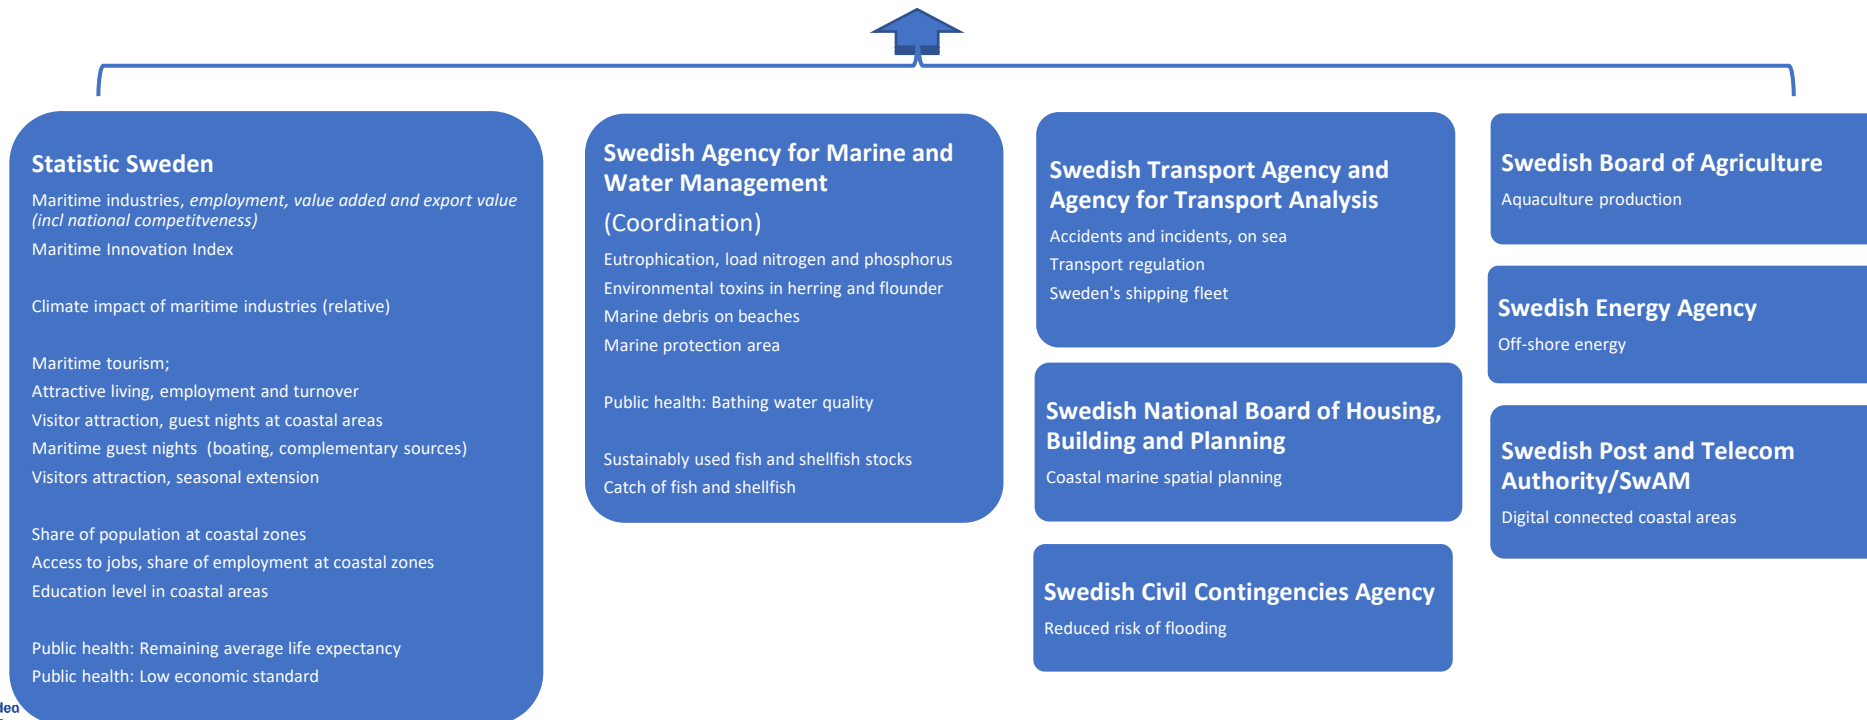 Statistic Sweden
Maritime industries, employment, value added and export value
(incl national competitveness)
Maritime Innovation Index
Climate impact of maritime industries (relative)
Maritime tourism;
Attractive living, employment and turnover
Visitor attraction, guest nights at coastal areas
Maritime guest nights  (boating, complementary sources)
Visitors attraction, seasonal extension
Share of population at coastal zones
Access to jobs, share of employment at coastal zones
Education level in coastal areas
Public health: Remaining average life expectancy
Public health: Low economic standard
Swedish Agency for Marine and
Water Management
(Coordination)
Eutrophication, load nitrogen and phosphorus
Environmental toxins in herring and flounder
Marine debris on beaches
Marine protection area
Public health: Bathing water quality
Sustainably used fish and shellfish stocks
Catch of fish and shellfish
Swedish Transport Agency and
Agency for Transport Analysis
Accidents and incidents, on sea
Transport regulation
Sweden's shipping fleet
Swedish National Board of Housing,
Building and Planning
Coastal marine spatial planning
Swedish Civil Contingencies Agency
Reduced risk of flooding
Swedish Board of Agriculture
Aquaculture production
Swedish Energy Agency
Off-shore energy
Swedish Post and Telecom
Authority/SwAM
Digital connected coastal areas